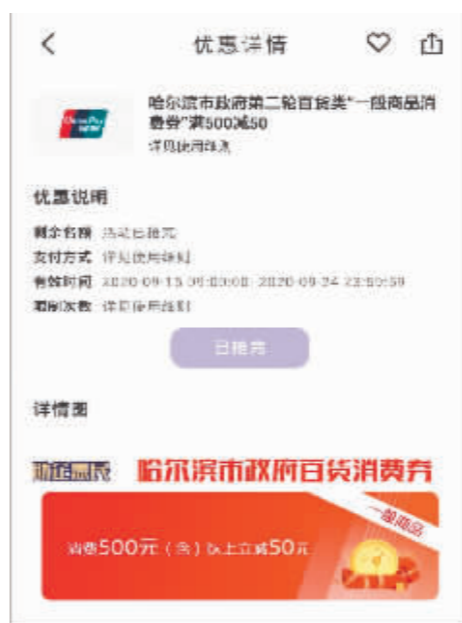 优惠详情
哈尔滨市政府第二轮百货类“一般商品消
费券”满500减50
详见使用细则
优惠说明
剩余名额 活动已抢完
支付方式 详见使用细则
有效时间 2020-09-15 09:00:00- 2020-09-24 23:59:59
限制次数 详见使用细则
已抢完
详情图
哈尔滨市政府百货消费券
一般商品
消费500元（含）以上立减50元